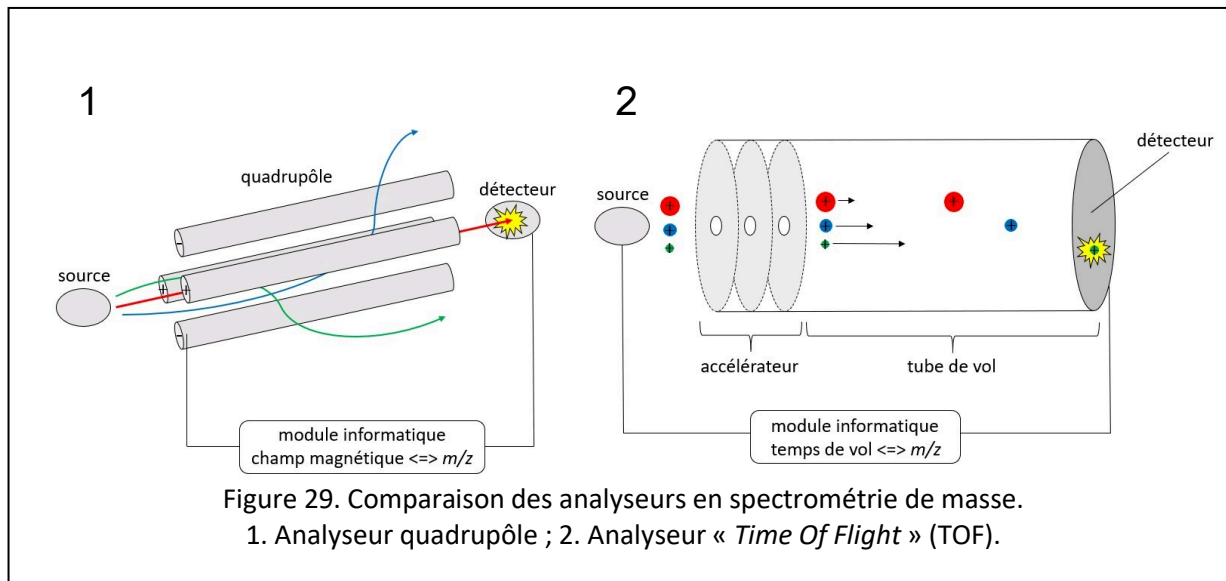 1
quadrupôle
détecteur
source
module informatique
champ magnétique <=> m/z
2
détecteur
source
accélérateur
tube de vol
module informatique
temps de vol <=> m/z
Figure 29. Comparaison des analyseurs en spectrométrie de masse.
1. Analyseur quadrupôle ; 2. Analyseur « Time Of Flight » (TOF).